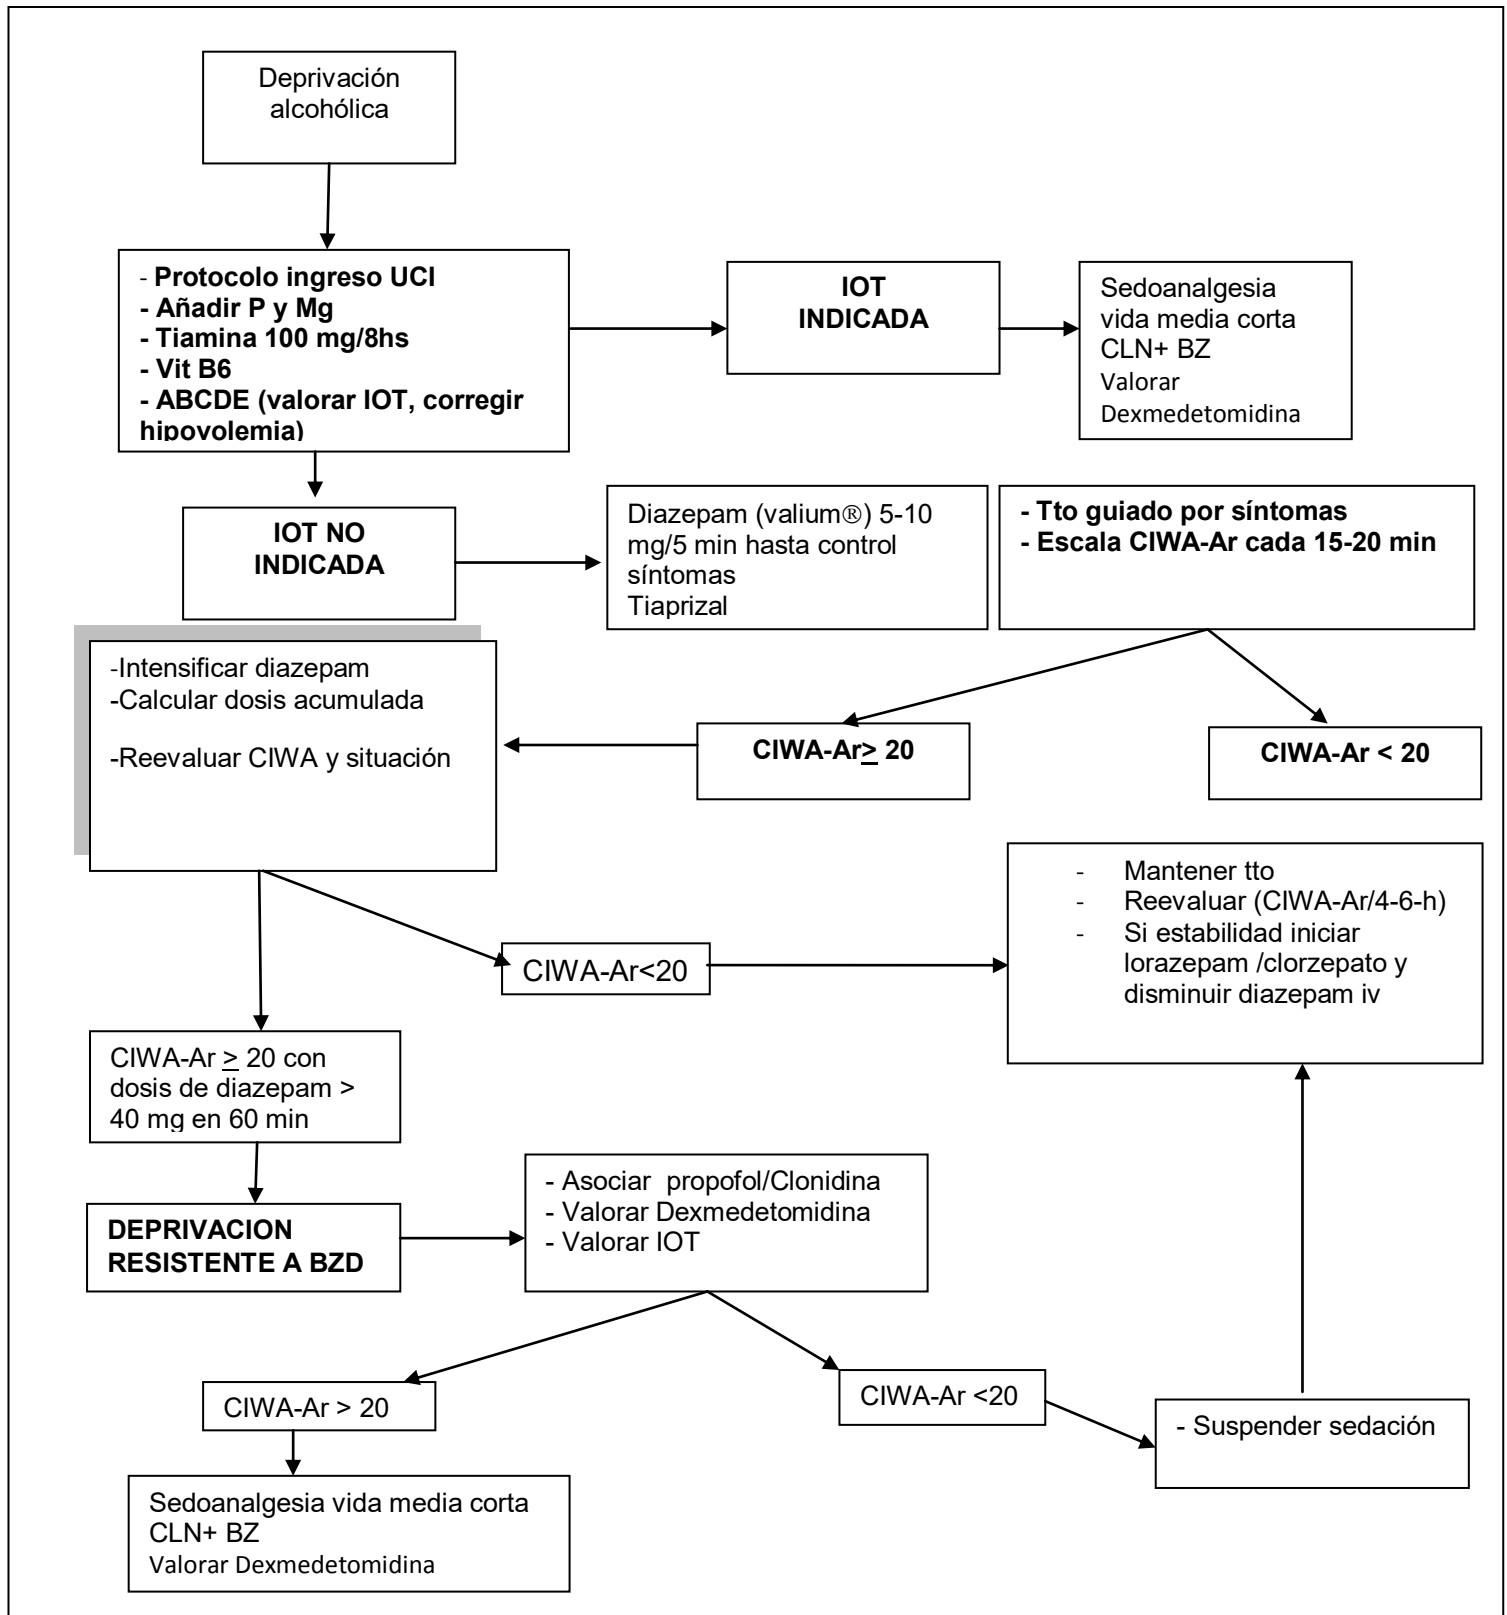 Deprivación
alcohólica
- Protocolo ingreso UCI
- Añadir P y Mg
- Tiamina 100 mg/8hs
- Vit B6
- ABCDE (valorar IOT, corregir
hipovolemia)
IOT
INDICADA
Sedoanalgesia
vida media corta
CLN+ BZ
Valorar
Dexmedetomidina
IOT NO
INDICADA
Diazepam (valium®) 5-10
mg/5 min hasta control
síntomas
Tiaprizal
- Tto guiado por síntomas
- Escala CIWA-Ar cada 15-20 min
-Intensificar diazepam
-Calcular dosis acumulada
-Reevaluar CIWA y situación
CIWA-Ar≥ 20
CIWA-Ar < 20
- Mantener tto
- Reevaluar (CIWA-Ar/4-6-h)
- Si estabilidad iniciar
lorazepam /clorzepato y
disminuir diazepam iv
CIWA-Ar<20
CIWA-Ar ≥ 20 con
dosis de diazepam >
40 mg en 60 min
DEPRIVACION
RESISTENTE A BZD
- Asociar propofol/Clonidina
- Valorar Dexmedetomidina
- Valorar IOT
CIWA-Ar > 20
CIWA-Ar <20
- Suspender sedación
Sedoanalgesia vida media corta
CLN+ BZ
Valorar Dexmedetomidina